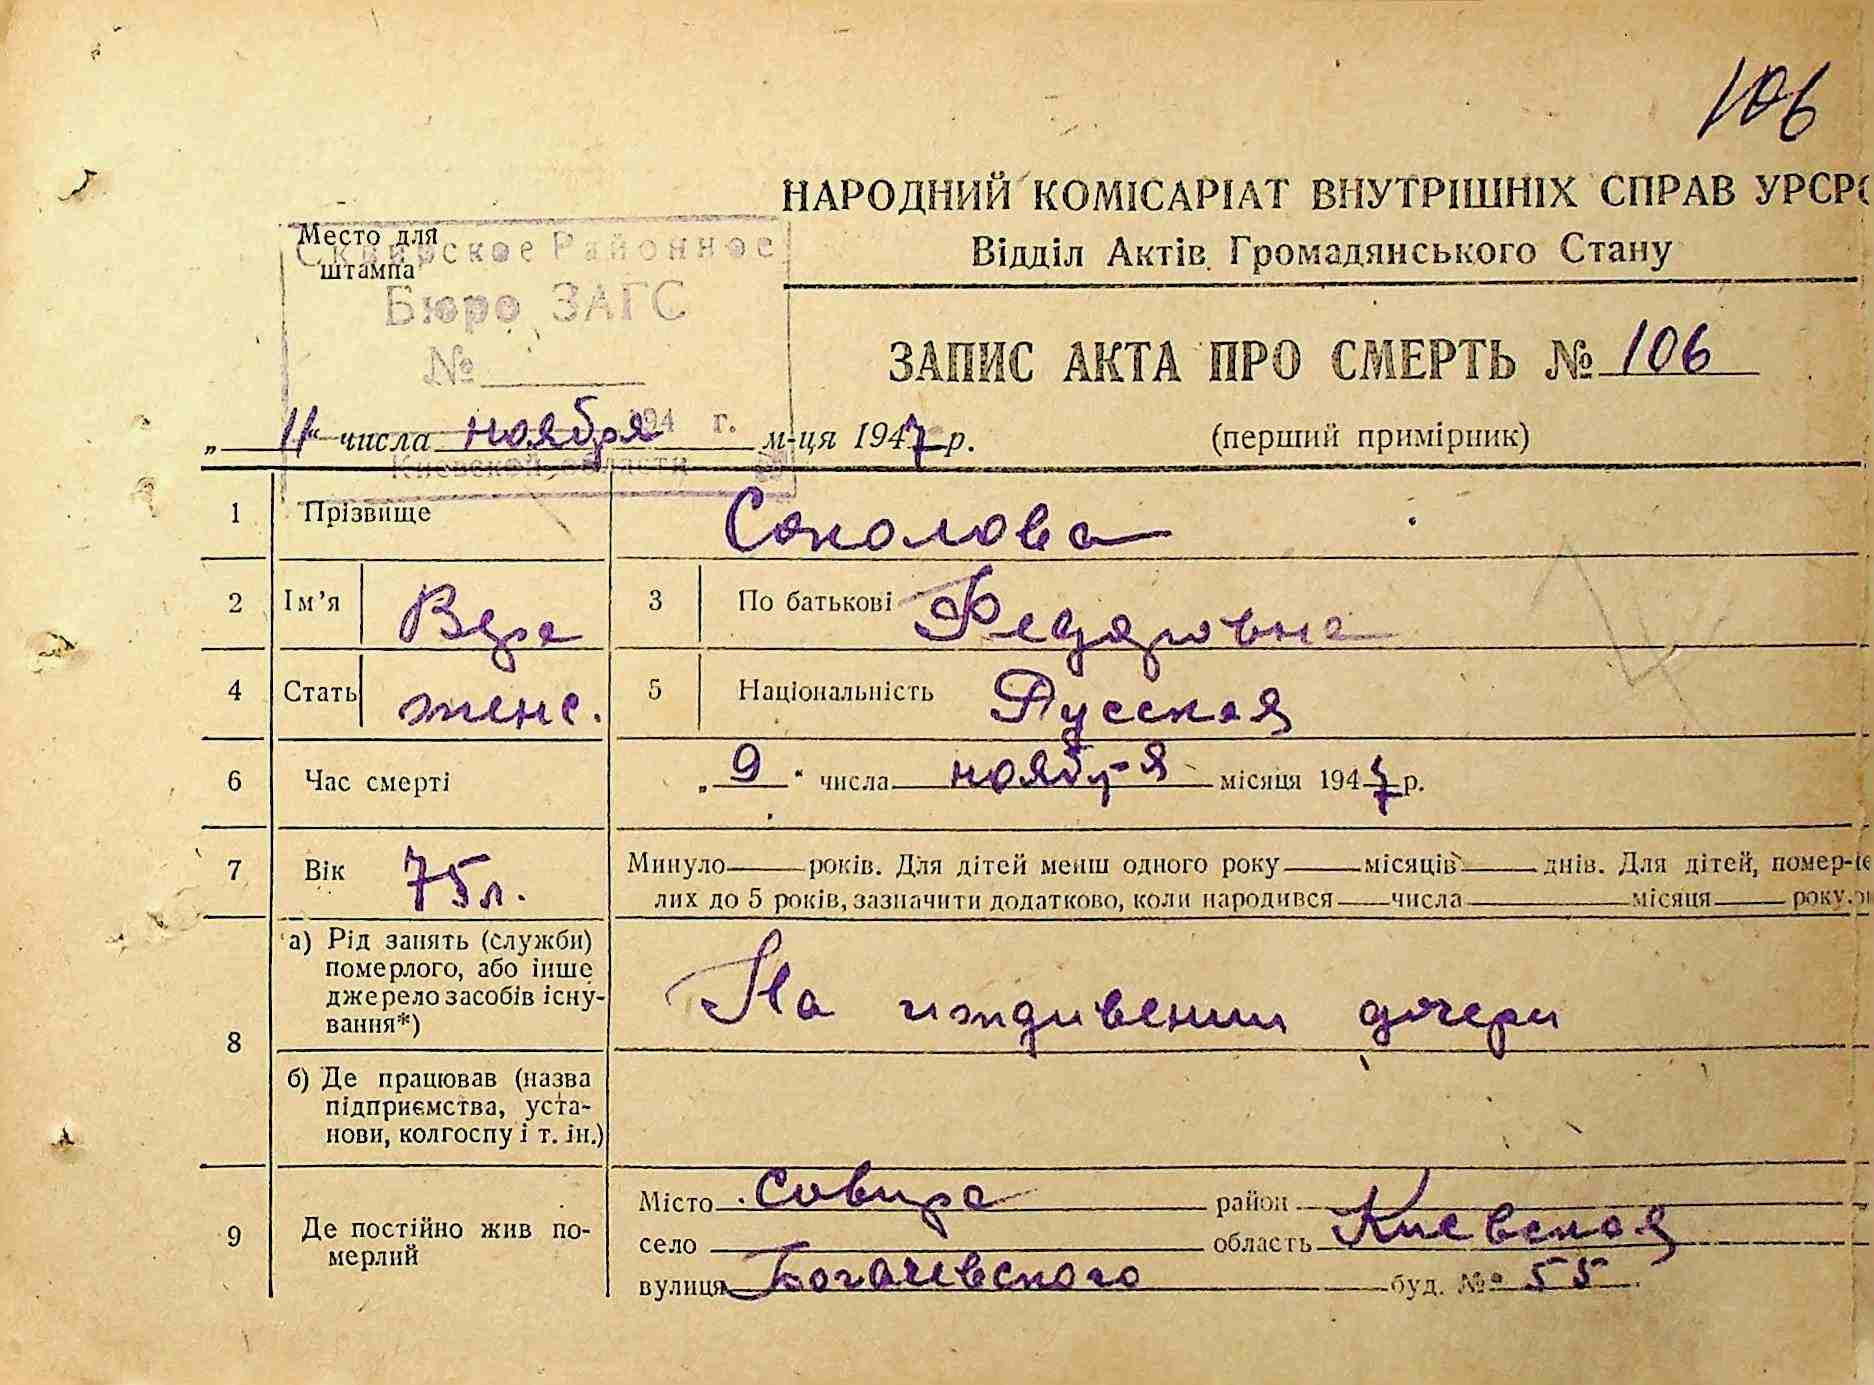 106
НАРОДНИЙ КОМІСАРІАТ ВНУТРІШНІХ СПРАВ УРСР
Відділ Актів Громадянського Стану
Место для
штампа
Сквирское Районное
Бюро ЗАГС
№
194 г.
Киевской области
ЗАПИС АКТА ПРО СМЕРТЬ № 106
„ 11 “ числа ноября м-ця 1947 р. (перший примірник)
1 Прізвище Соколова
2 Ім’я Вера 3 По батькові Федоровна
4 Стать женс. 5 Національність Русская
6 Час смерті „ 9 “ числа ноября місяця 1947 р.
7 Вік 75 л. Минуло років. Для дітей менш одного року місяців днів. Для дітей, помер-
лих до 5 років, зазначити додатково, коли народився числа місяця року
8 а) Рід занять (служби)
померлого, або інше
джерело засобів існу-
вання*)
На иждивении дочери
б) Де працював (назва
підприємства, уста-
нови, колгоспу і т. ін.)
9 Де постійно жив по-
мерлий
Місто Сквира район
село область Киевская
вулиця Богачевского буд. № 55